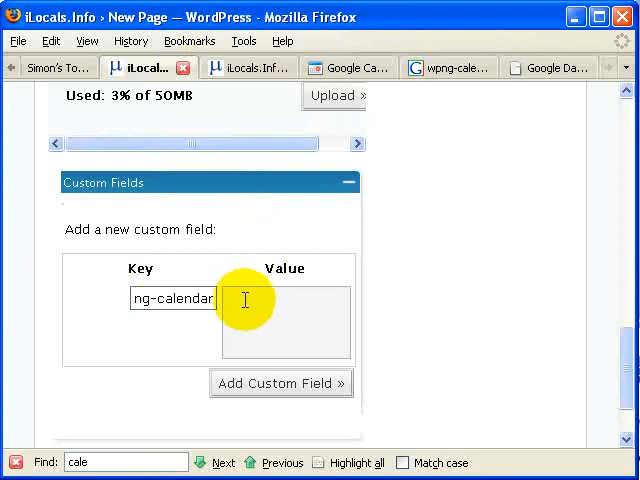 iLocals.Info › New Page — WordPress - Mozilla Firefox
File Edit View History Bookmarks Tools Help
Simon's To... iLocal... iLocals.Inf... Google Ca... wpng-cale... Google Da...
Used: 3% of 50MB
Upload »
Custom Fields
Add a new custom field:
Key Value
ng-calendar
Add Custom Field »
Find: cale Next Previous Highlight all Match case